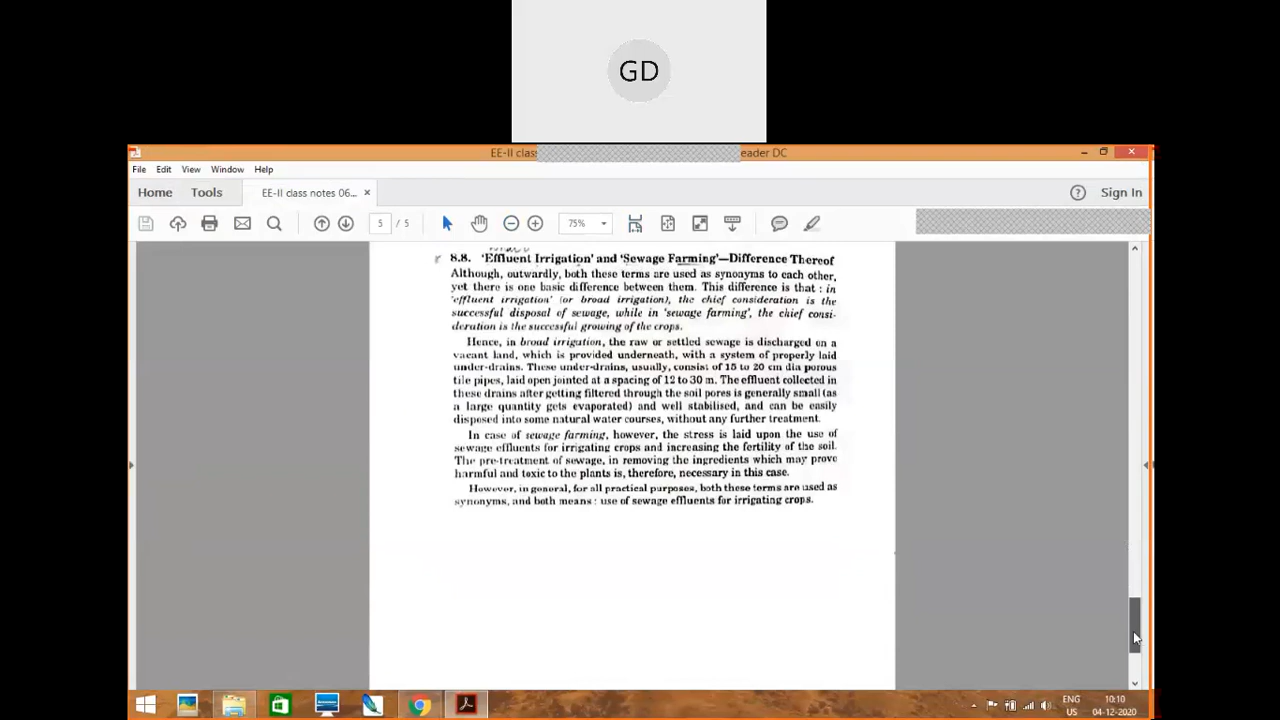 GD
EE-II class
eader DC
File Edit View Window Help
Home Tools EE-II class notes 06... × Sign In
5 / 5 75%
8.8. 'Effluent Irrigation' and 'Sewage Farming'—Difference Thereof
Although, outwardly, both these terms are used as synoayms to each other,
yet there is one basic difference between them. This difference is that : in
'effluent irrigation' (or broad irrigation), the chief consideration is the
successful disposal of sewage, while in 'sewage farming', the chief consi-
deration is the successful growing of the crops.
Hence, in broad irrigation, the raw or settled sewage is discharged on a
vacant land, which is provided underneath, with a system of properly laid
under-drains. These under-drains, usually, consist of 15 to 20 cm dia porous
tile pipes, laid open jointed at a spacing of 12 to 30 m. The effluent collected in
these drains after getting filtered through the soil pores is generally small (as
a large quantity gets evaporated) and well stabilised, and can be easily
disposed into some natural water courses, without any further treatment.
In case of sewage farming, however, the stress is laid upon the use of
sewage effluents for irrigating crops and increasing the fertility of the soil.
The pre-treatment of sewage, in removing the ingredients which may prove
harmful and toxic to the plants is, therefore, necessary in this case.
However, in general, for all practical purposes, both these terms are used as
synonyms, and both means : use of sewage effluents for irrigating crops.
ENG 10:10
US 04-12-2020